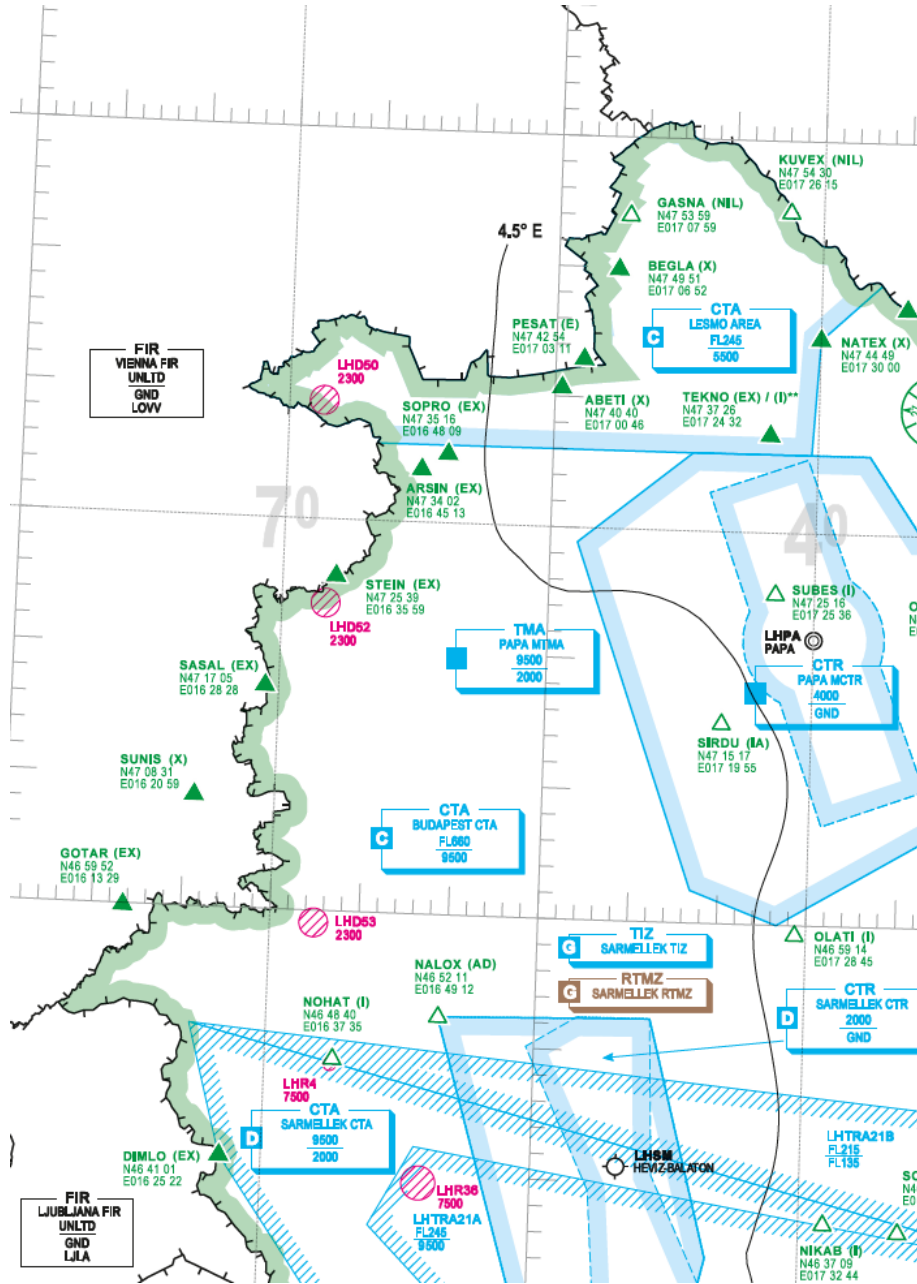 KUVEX (NIL)
N47 54 30
E017 26 15
GASNA (NIL)
N47 53 59
E017 07 59
4.5° E
BEGLA (X)
N47 49 51
E017 06 52
CTA
LESMO AREA
FL245
5500
C
PESAT (E)
N47 42 54
E017 03 11
NATEX (X)
N47 44 49
E017 30 00
FIR
VIENNA FIR
UNLTD
GND
LOVV
LHD50
2300
SOPRO (EX)
N47 35 16
E016 48 09
ABETI (X)
N47 40 40
E017 00 46
TEKNO (EX) / (I)**
N47 37 26
E017 24 32
ARSIN (EX)
N47 34 02
E016 45 13
7⁰
4⁰
STEIN (EX)
N47 25 39
E016 35 59
SUBES (I)
N47 25 16
E017 25 36
LHD52
2300
TMA
PAPA MTMA
9500
2000
LHPA
PAPA
SASAL (EX)
N47 17 05
E016 28 28
CTR
PAPA MCTR
4000
GND
SIRDU (IA)
N47 15 17
E017 19 55
SUNIS (X)
N47 08 31
E016 20 59
CTA
BUDAPEST CTA
FL660
9500
C
GOTAR (EX)
N46 59 52
E016 13 29
LHD53
2300
TIZ
SARMELLEK TIZ
G
OLATI (I)
N46 59 14
E017 28 45
NALOX (AD)
N46 52 11
E016 49 12
RTMZ
SARMELLEK RTMZ
G
CTR
SARMELLEK CTR
2000
GND
D
NOHAT (I)
N46 48 40
E016 37 35
LHR4
7500
CTA
SARMELLEK CTA
9500
2000
D
LHTRA21B
FL215
FL135
DIMLO (EX)
N46 41 01
E016 25 22
LHSM
HEVIZ-BALATON
LHR36
7500
LHTRA21A
FL245
9500
FIR
LJUBLJANA FIR
UNLTD
GND
LJLA
NIKAB (I)
N46 37 09
E017 32 44